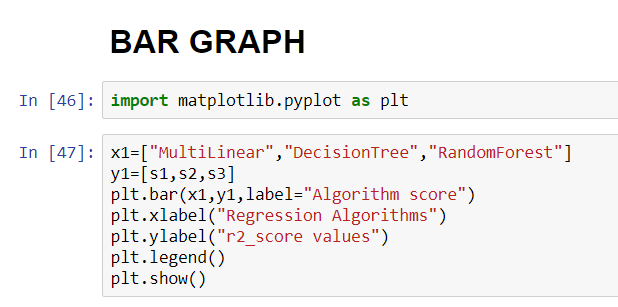 BAR GRAPH
In [46]: import matplotlib.pyplot as plt
In [47]: x1=["MultiLinear","DecisionTree","RandomForest"]
y1=[s1,s2,s3]
plt.bar(x1,y1,label="Algorithm score")
plt.xlabel("Regression Algorithms")
plt.ylabel("r2_score values")
plt.legend()
plt.show()